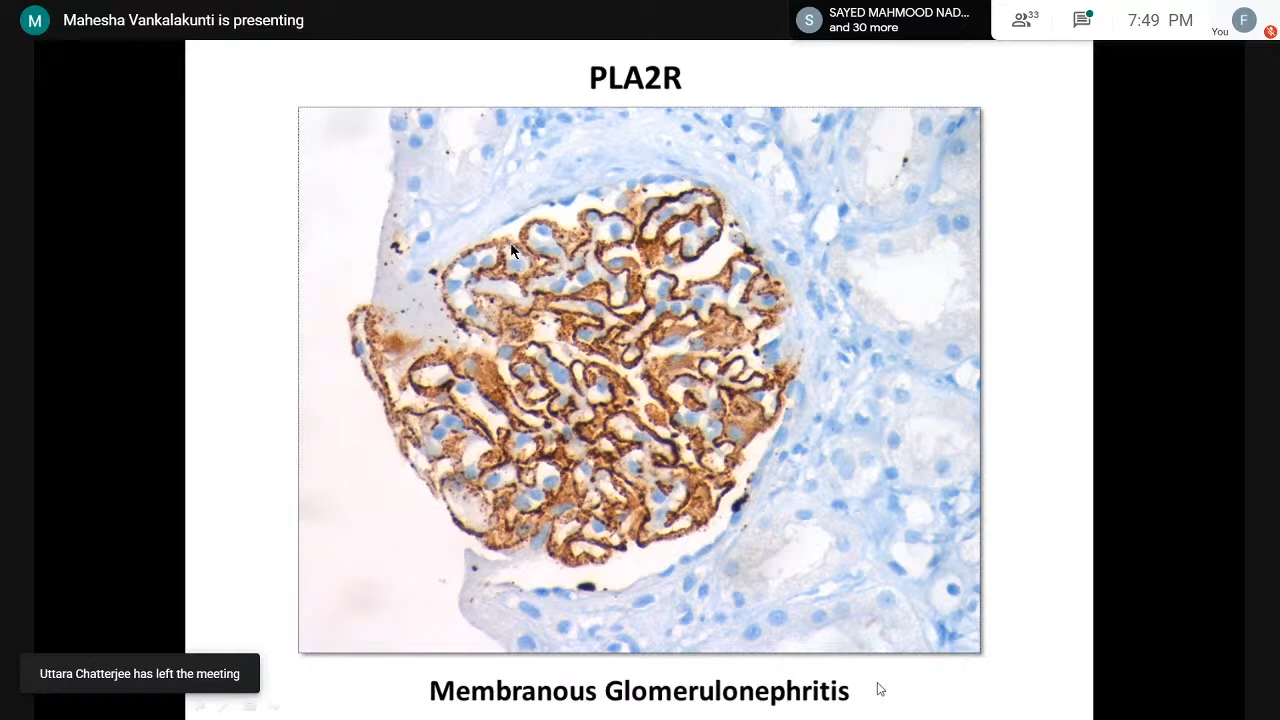 M Mahesha Vankalakunti is presenting
S SAYED MAHMOOD NAD...
and 30 more
33
7:49 PM
You
F
PLA2R
Membranous Glomerulonephritis
Uttara Chatterjee has left the meeting